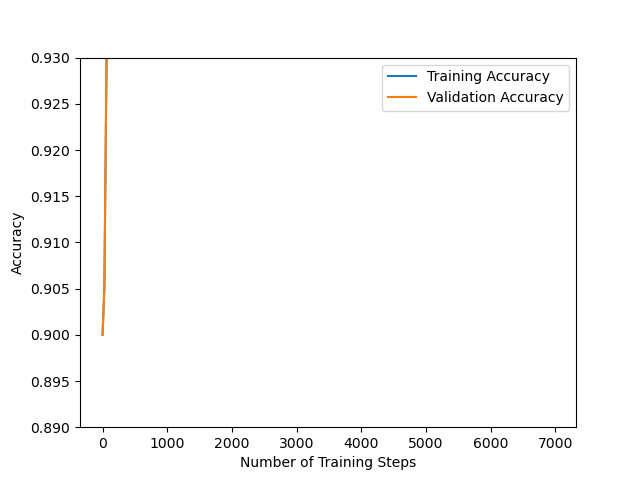 0.930
0.925
0.920
0.915
0.910
0.905
0.900
0.895
0.890
Accuracy
Training Accuracy
Validation Accuracy
0 1000 2000 3000 4000 5000 6000 7000
Number of Training Steps